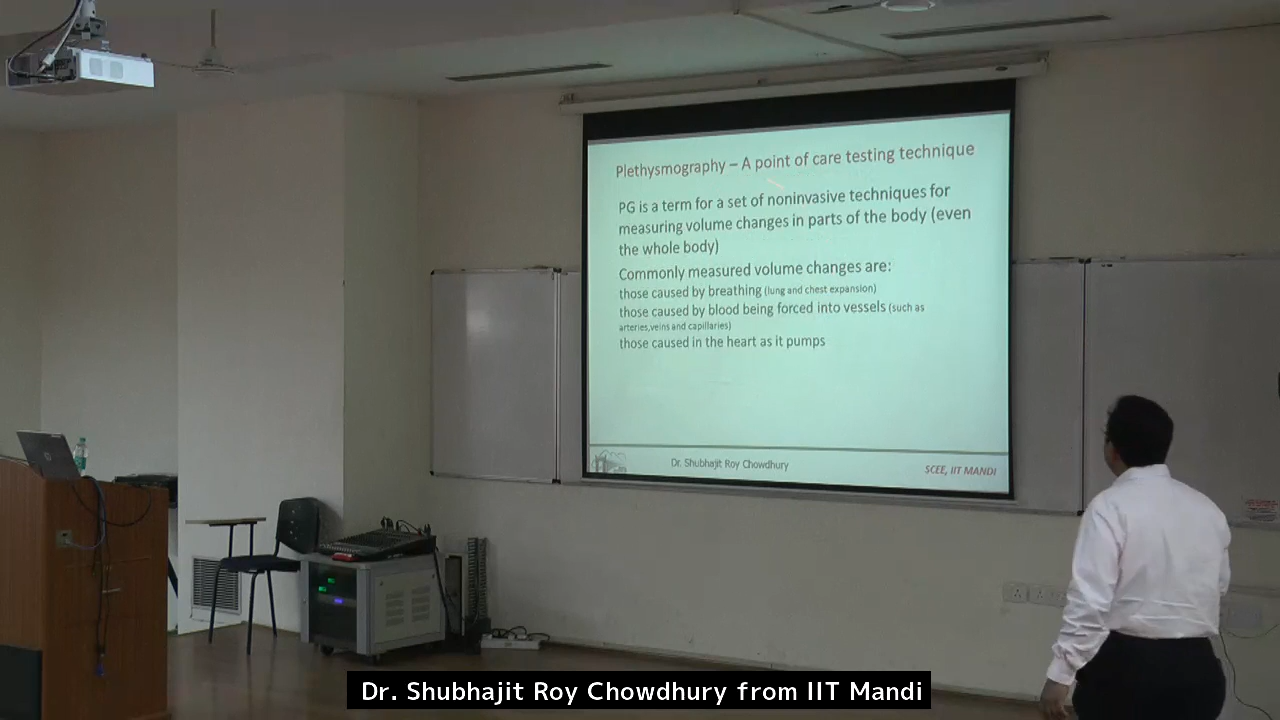 Plethysmography – A point of care testing technique
PG is a term for a set of noninvasive techniques for
measuring volume changes in parts of the body (even
the whole body)
Commonly measured volume changes are:
those caused by breathing (lung and chest expansion)
those caused by blood being forced into vessels (such as
arteries,veins and capillaries)
those caused in the heart as it pumps
Dr. Shubhajit Roy Chowdhury
SCEE, IIT MANDI
Dr. Shubhajit Roy Chowdhury from IIT Mandi